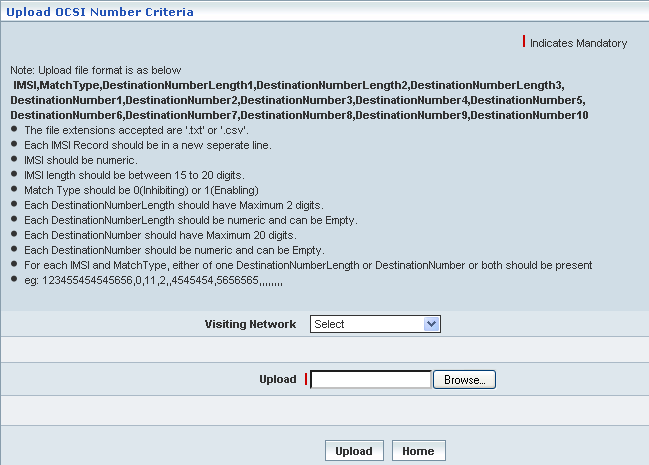 Upload OCSI Number Criteria
Indicates Mandatory
Note: Upload file format is as below
IMSI,MatchType,DestinationNumberLength1,DestinationNumberLength2,DestinationNumberLength3,
DestinationNumber1,DestinationNumber2,DestinationNumber3,DestinationNumber4,DestinationNumber5,
DestinationNumber6,DestinationNumber7,DestinationNumber8,DestinationNumber9,DestinationNumber10
• The file extensions accepted are '.txt' or '.csv'.
• Each IMSI Record should be in a new seperate line.
• IMSI should be numeric.
• IMSI length should be between 15 to 20 digits.
• Match Type should be 0(Inhibiting) or 1(Enabling)
• Each DestinationNumberLength should have Maximum 2 digits.
• Each DestinationNumberLength should be numeric and can be Empty.
• Each DestinationNumber should have Maximum 20 digits.
• Each DestinationNumber should be numeric and can be Empty.
• For each IMSI and MatchType, either of one DestinationNumberLength or DestinationNumber or both should be present
• eg: 123455454545656,0,11,2,,4545454,5656565,,,,,,,,
Visiting Network Select
Upload Browse...
Upload Home